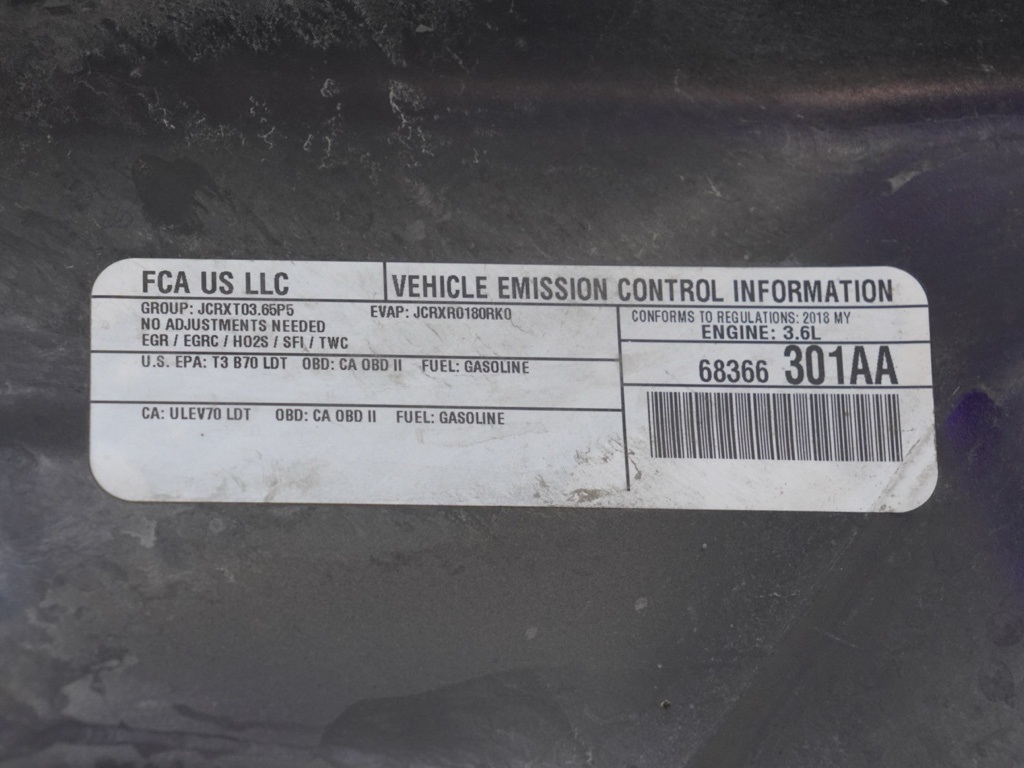 FCA US LLC
VEHICLE EMISSION CONTROL INFORMATION
GROUP: JCRXT03.65P5 EVAP: JCRXR0180RK0
NO ADJUSTMENTS NEEDED
EGR / EGRC / HO2S / SFI / TWC
U.S. EPA: T3 B70 LDT OBD: CA OBD II FUEL: GASOLINE
CA: ULEV70 LDT OBD: CA OBD II FUEL: GASOLINE
CONFORMS TO REGULATIONS: 2018 MY
ENGINE: 3.6L
68366 301AA